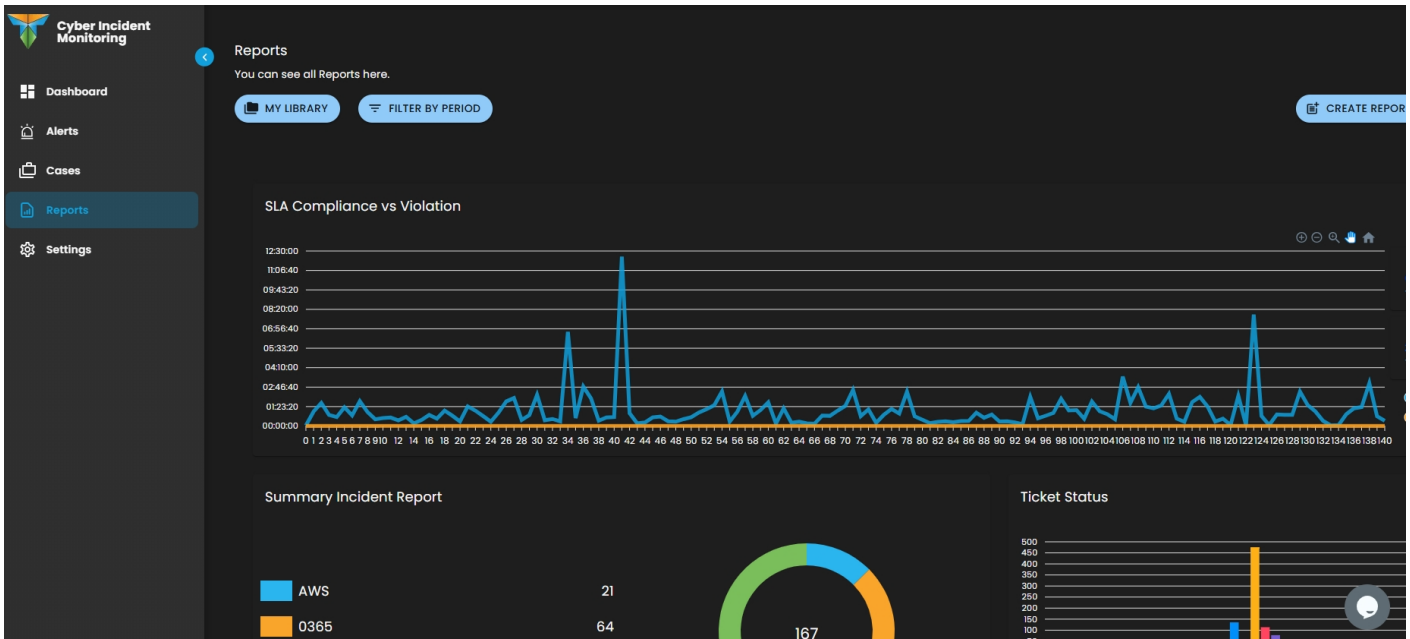 Cyber Incident
Monitoring
Dashboard
Alerts
Cases
Reports
Settings
Reports
You can see all Reports here.
MY LIBRARY
FILTER BY PERIOD
CREATE REPOR
SLA Compliance vs Violation
12:30:00
11:06:40
09:43:20
08:20:00
06:56:40
05:33:20
04:10:00
02:46:40
01:23:20
00:00:00
0 1 2 3 4 5 6 7 8 9 10 12 14 16 18 20 22 24 26 28 30 32 34 36 38 40 42 44 46 48 50 52 54 56 58 60 62 64 66 68 70 72 74 76 78 80 82 84 86 88 90 92 94 96 98 100 102 104 106 108 110 112 114 116 118 120 122 124 126 128 130 132 134 136 138 140
Summary Incident Report
AWS 21
0365 64
167
Ticket Status
500
450
400
350
300
250
200
150
100